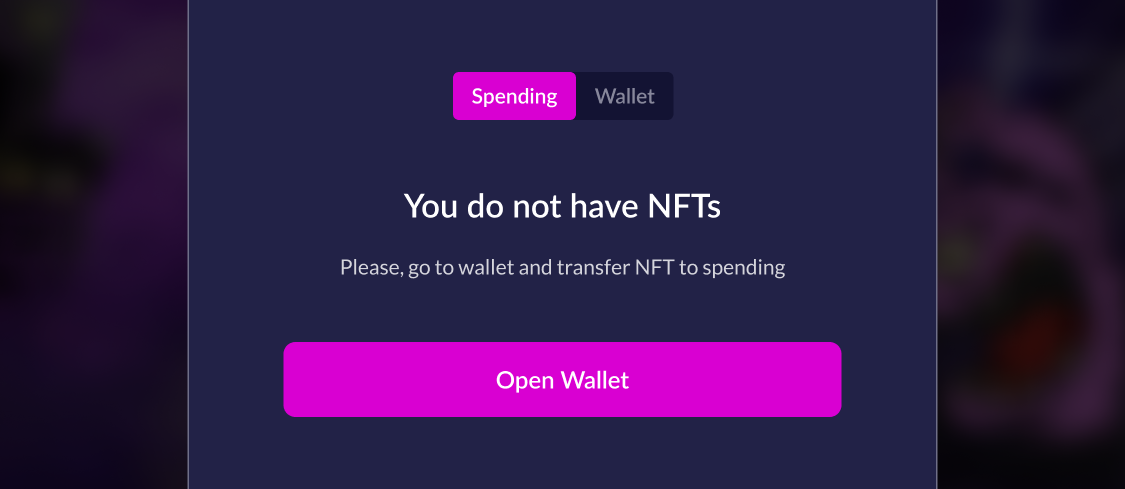 Spending Wallet
You do not have NFTs
Please, go to wallet and transfer NFT to spending
Open Wallet